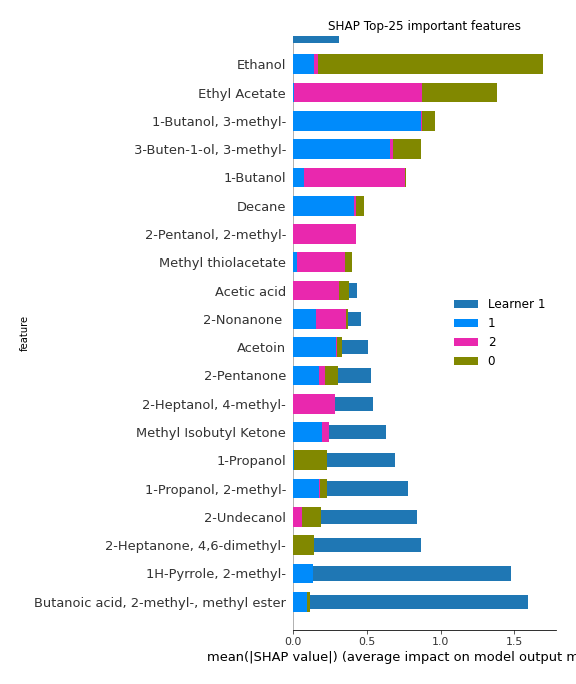 SHAP Top-25 important features
Ethanol
Ethyl Acetate
1-Butanol, 3-methyl-
3-Buten-1-ol, 3-methyl-
1-Butanol
Decane
2-Pentanol, 2-methyl-
Methyl thiolacetate
Acetic acid
2-Nonanone
Acetoin
2-Pentanone
2-Heptanol, 4-methyl-
Methyl Isobutyl Ketone
1-Propanol
1-Propanol, 2-methyl-
2-Undecanol
2-Heptanone, 4,6-dimethyl-
1H-Pyrrole, 2-methyl-
Butanoic acid, 2-methyl-, methyl ester
feature
Learner 1
1
2
0
0.0 0.5 1.0 1.5
mean(|SHAP value|) (average impact on model output m